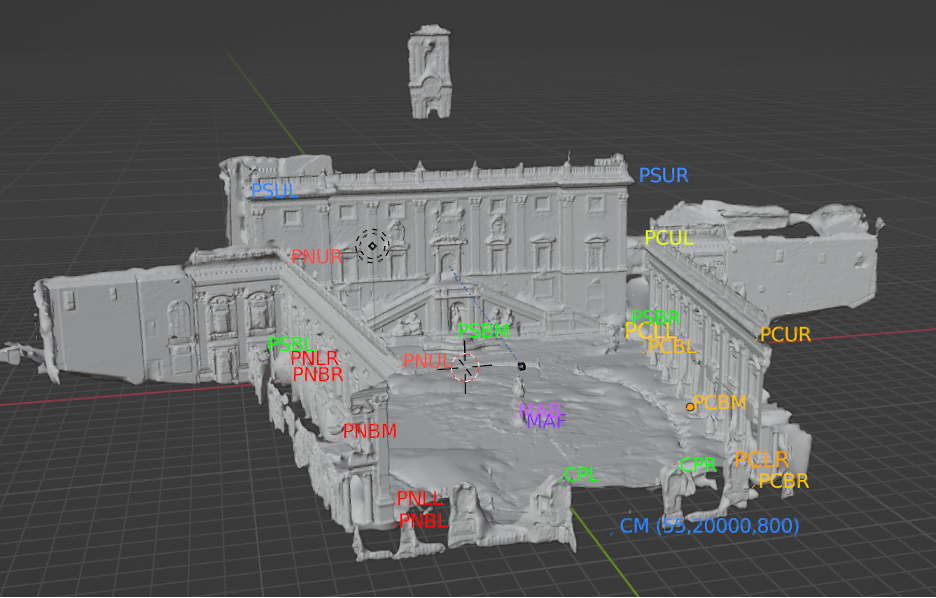 PSUR
PSUL
PCUL
PNUR
PSBR
PSBM
PCLL
PCUR
PSBL
PCBL
PNLR
PNUL
PNBR
PCBM
MAR
MAF
PNBM
PCLR
CPR
CPL
PCBR
PNLL
PNBL
CM (55,20000,800)